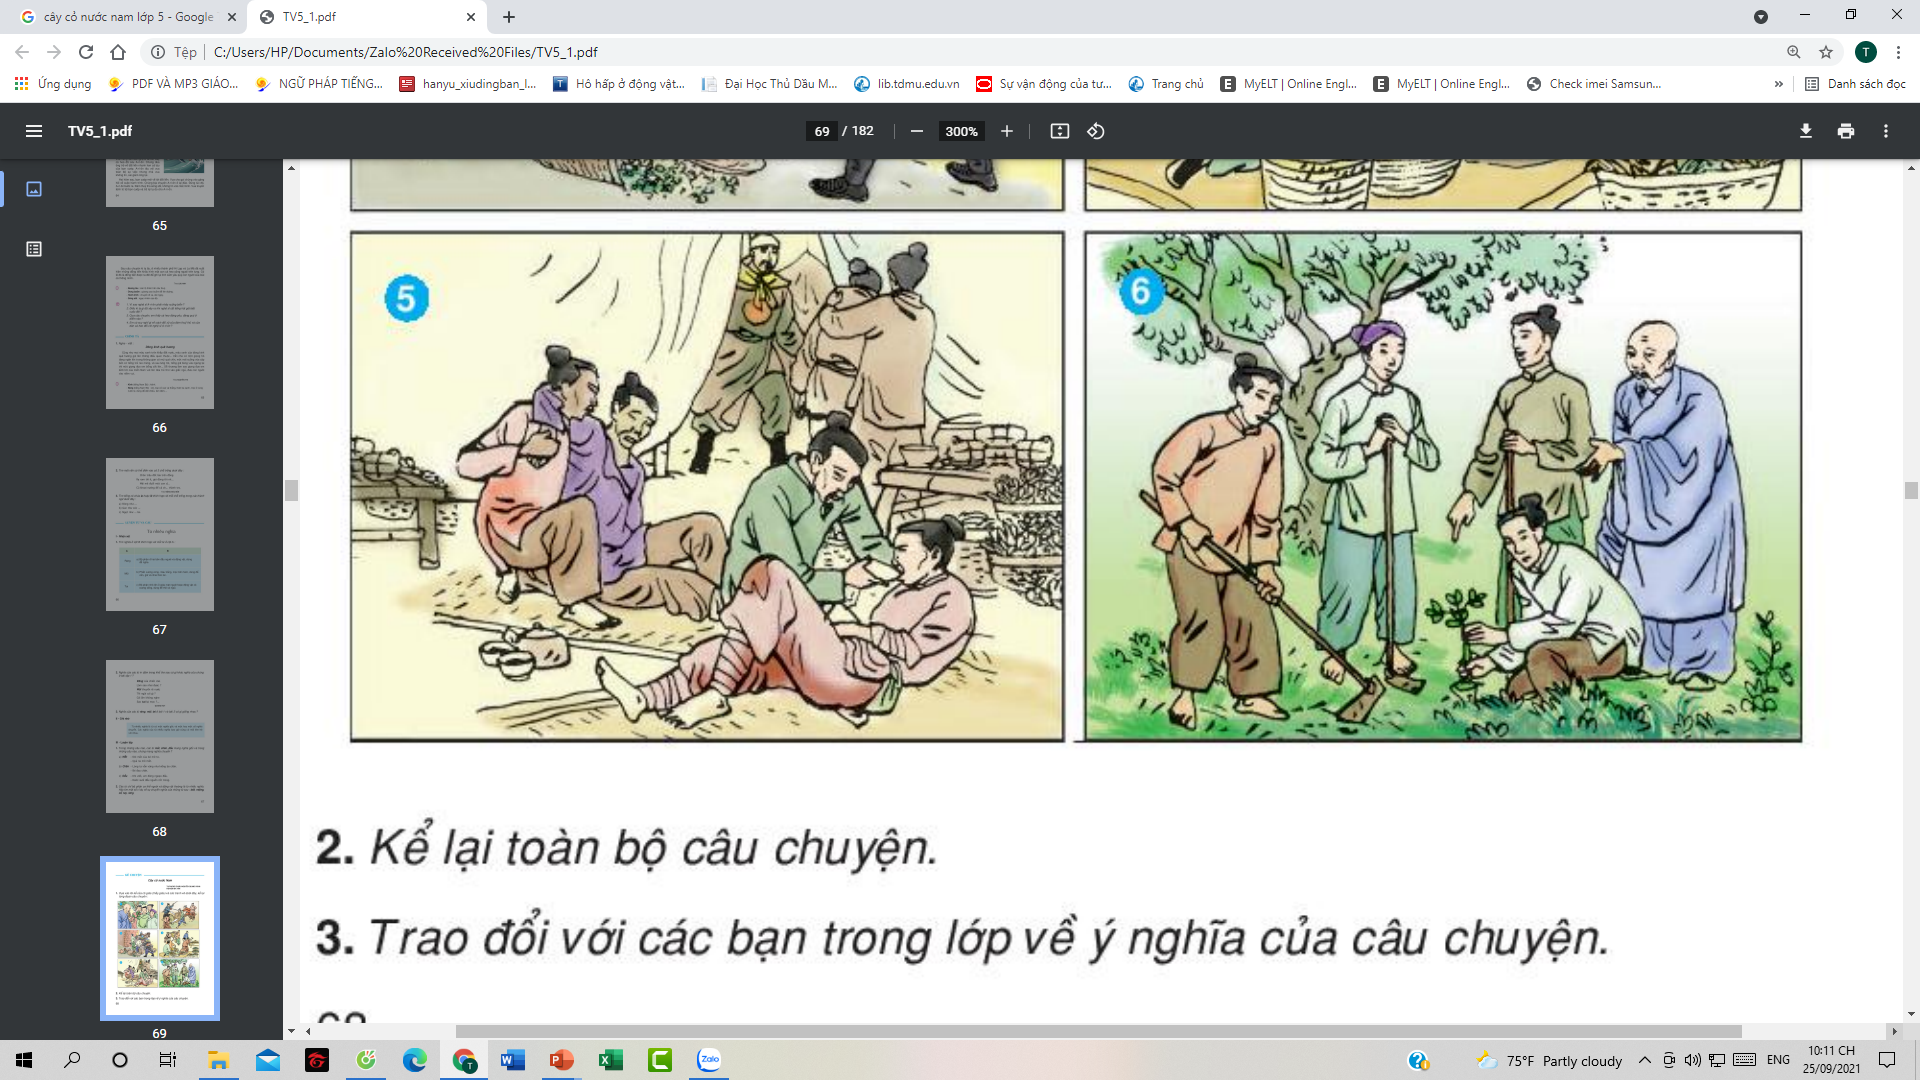 cây cỏ nước nam lớp 5 - Google
TV5_1.pdf
Tệp
C:/Users/HP/Documents/Zalo%20Received%20Files/TV5_1.pdf
T
Ứng dụng
PDF VÀ MP3 GIÁO...
NGỮ PHÁP TIẾNG...
hanyu_xiudingban_l...
Hô hấp ở động vật...
Đại Học Thủ Dầu M...
lib.tdmu.edu.vn
Sự vận động của tư...
Trang chủ
MyELT | Online Engl...
MyELT | Online Engl...
Check imei Samsun...
»
Danh sách đọc
TV5_1.pdf
69 / 182
300%
65
66
67
68
69
5
6
2. Kể lại toàn bộ câu chuyện.
3. Trao đổi với các bạn trong lớp về ý nghĩa của câu chuyện.
Zalo
75°F Partly cloudy
ENG
10:11 CH
25/09/2021